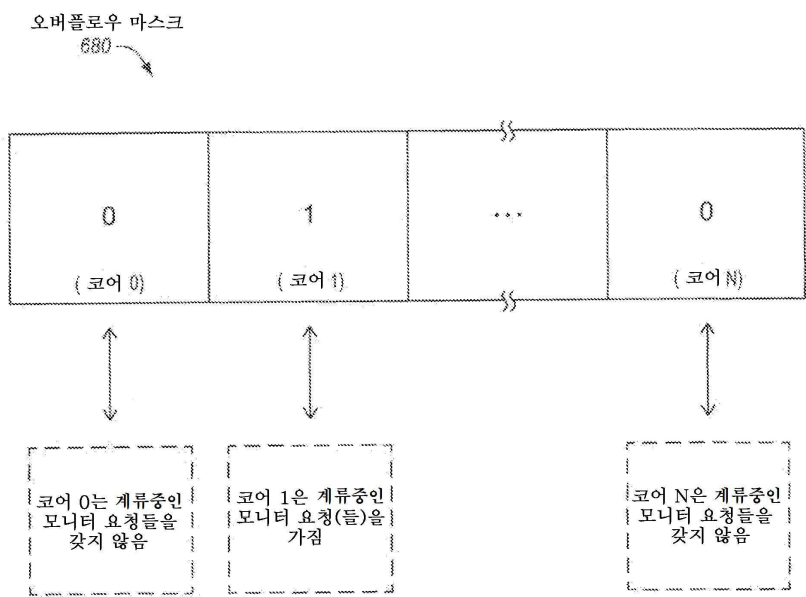 오버플로우 마스크
680
0
1
...
0
( 코어 0)
( 코어 1)
( 코어 N)
코어 0는 계류중인
모니터 요청들을
갖지 않음
코어 1은 계류중인
모니터 요청(들)을
가짐
코어 N은 계류중인
모니터 요청들을
갖지 않음